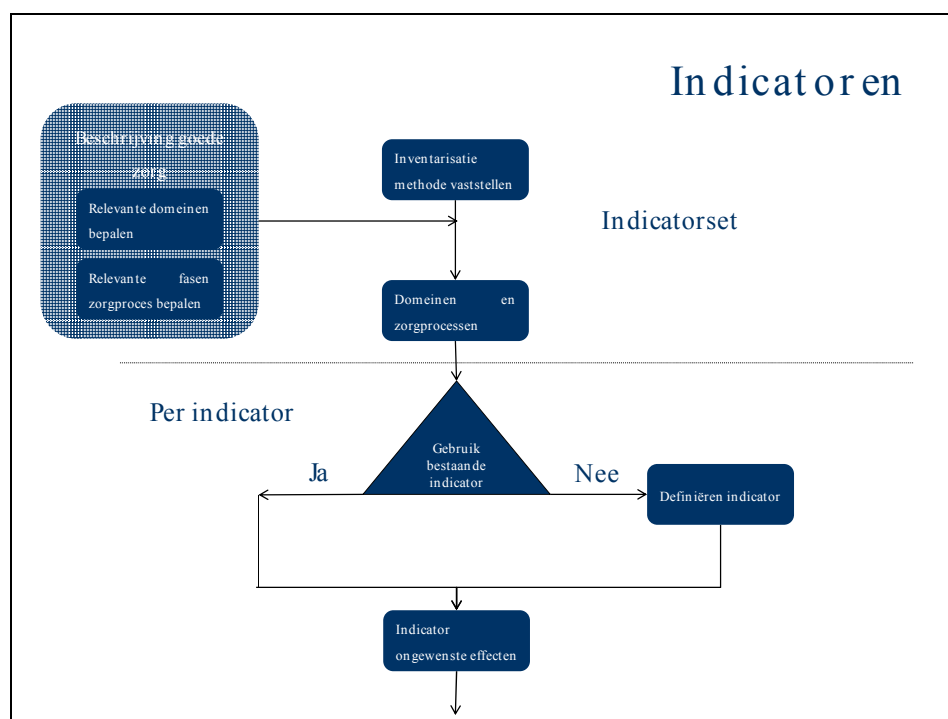 Indicatoren
Beschrijving goede
zorg
Relevante domeinen
bepalen
Relevante fasen
zorgproces bepalen
Inventarisatie
methode vaststellen
Indicatorset
Domeinen en
zorgprocessen
Per indicator
Gebruik
bestaande
indicator
Ja
Nee
Definiëren indicator
Indicator
ongewenste effecten